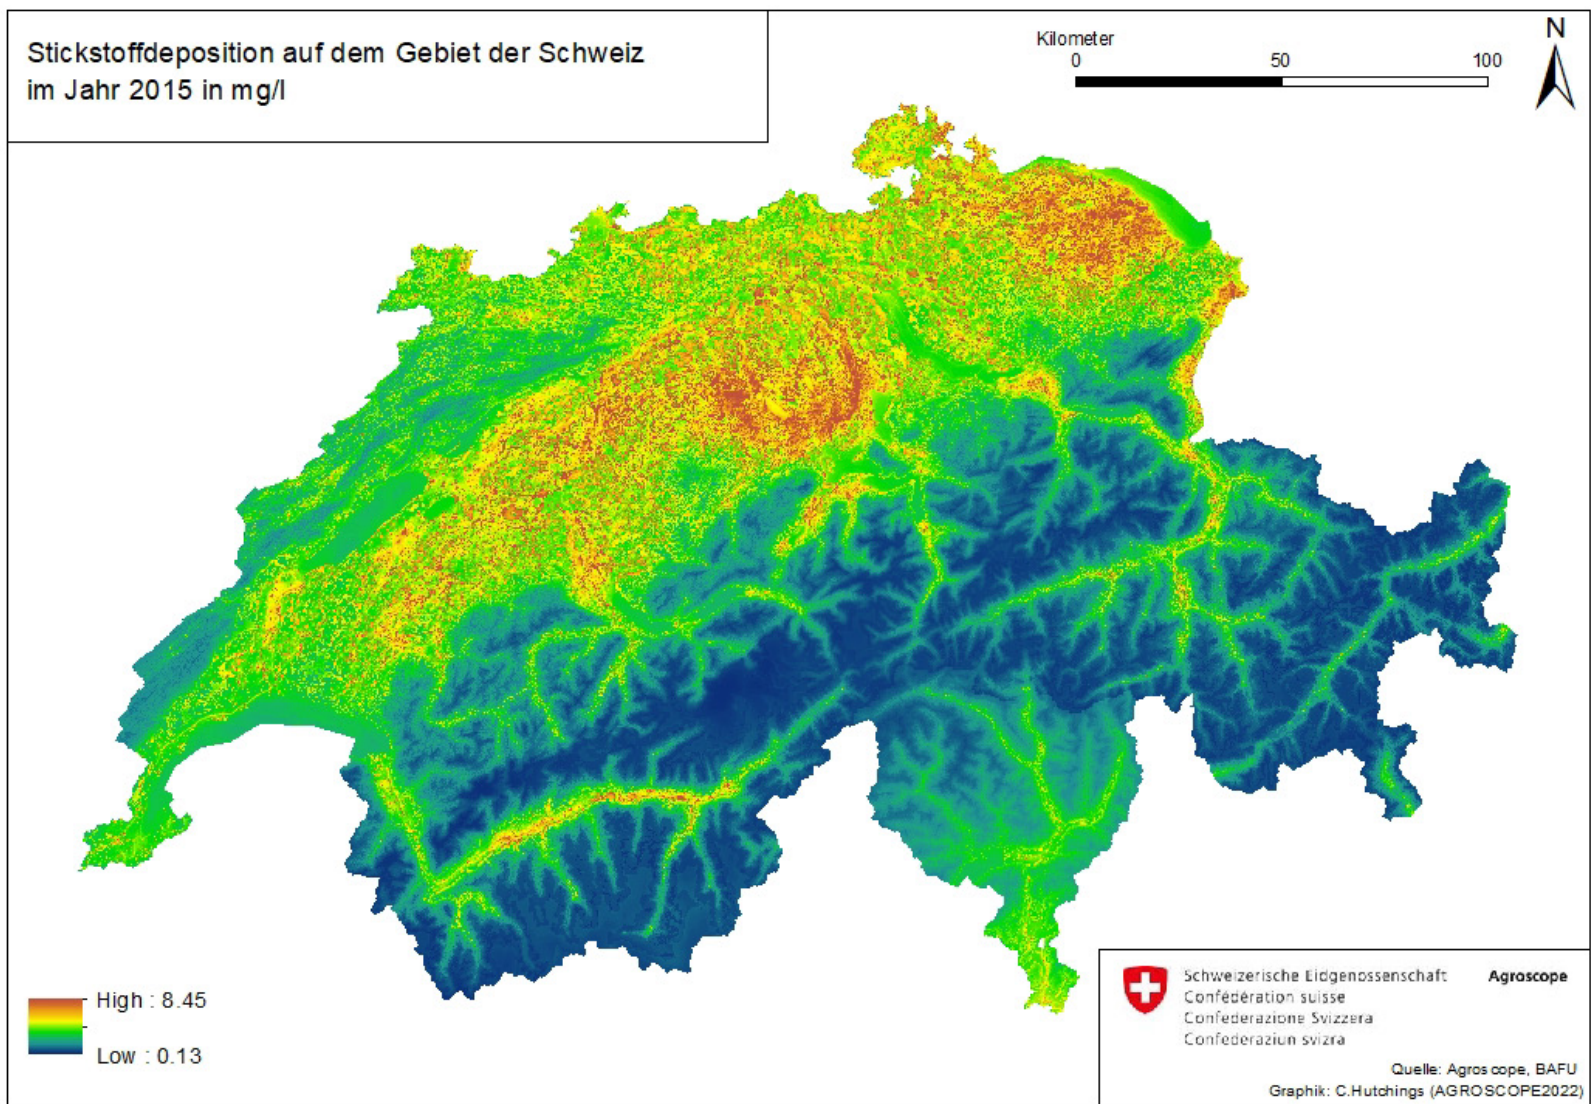 Stickstoffdeposition auf dem Gebiet der Schweiz
im Jahr 2015 in mg/l
Kilometer
0 50 100
N
High : 8.45
Low : 0.13
Schweizerische Eidgenossenschaft
Confédération suisse
Confederazione Svizzera
Confederaziun svizra
Agroscope
Quelle: Agroscope, BAFU
Graphik: C.Hutchings (AGROSCOPE2022)